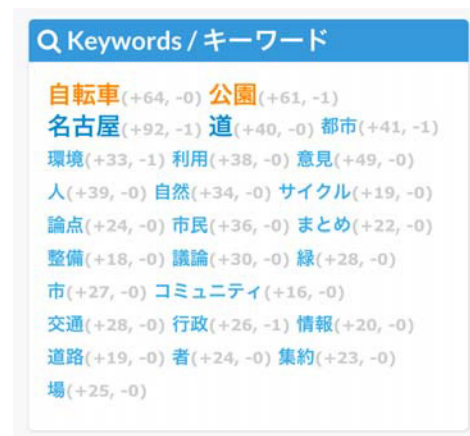 Keywords / キーワード
自転車(+64, -0) 公園(+61, -1)
名古屋(+92, -1) 道(+40, -0) 都市(+41, -1)
環境(+33, -1) 利用(+38, -0) 意見(+49, -0)
人(+39, -0) 自然(+34, -0) サイクル(+19, -0)
論点(+24, -0) 市民(+36, -0) まとめ(+22, -0)
整備(+18, -0) 議論(+30, -0) 緑(+28, -0)
市(+27, -0) コミュニティ(+16, -0)
交通(+28, -0) 行政(+26, -1) 情報(+20, -0)
道路(+19, -0) 者(+24, -0) 集約(+23, -0)
場(+25, -0)